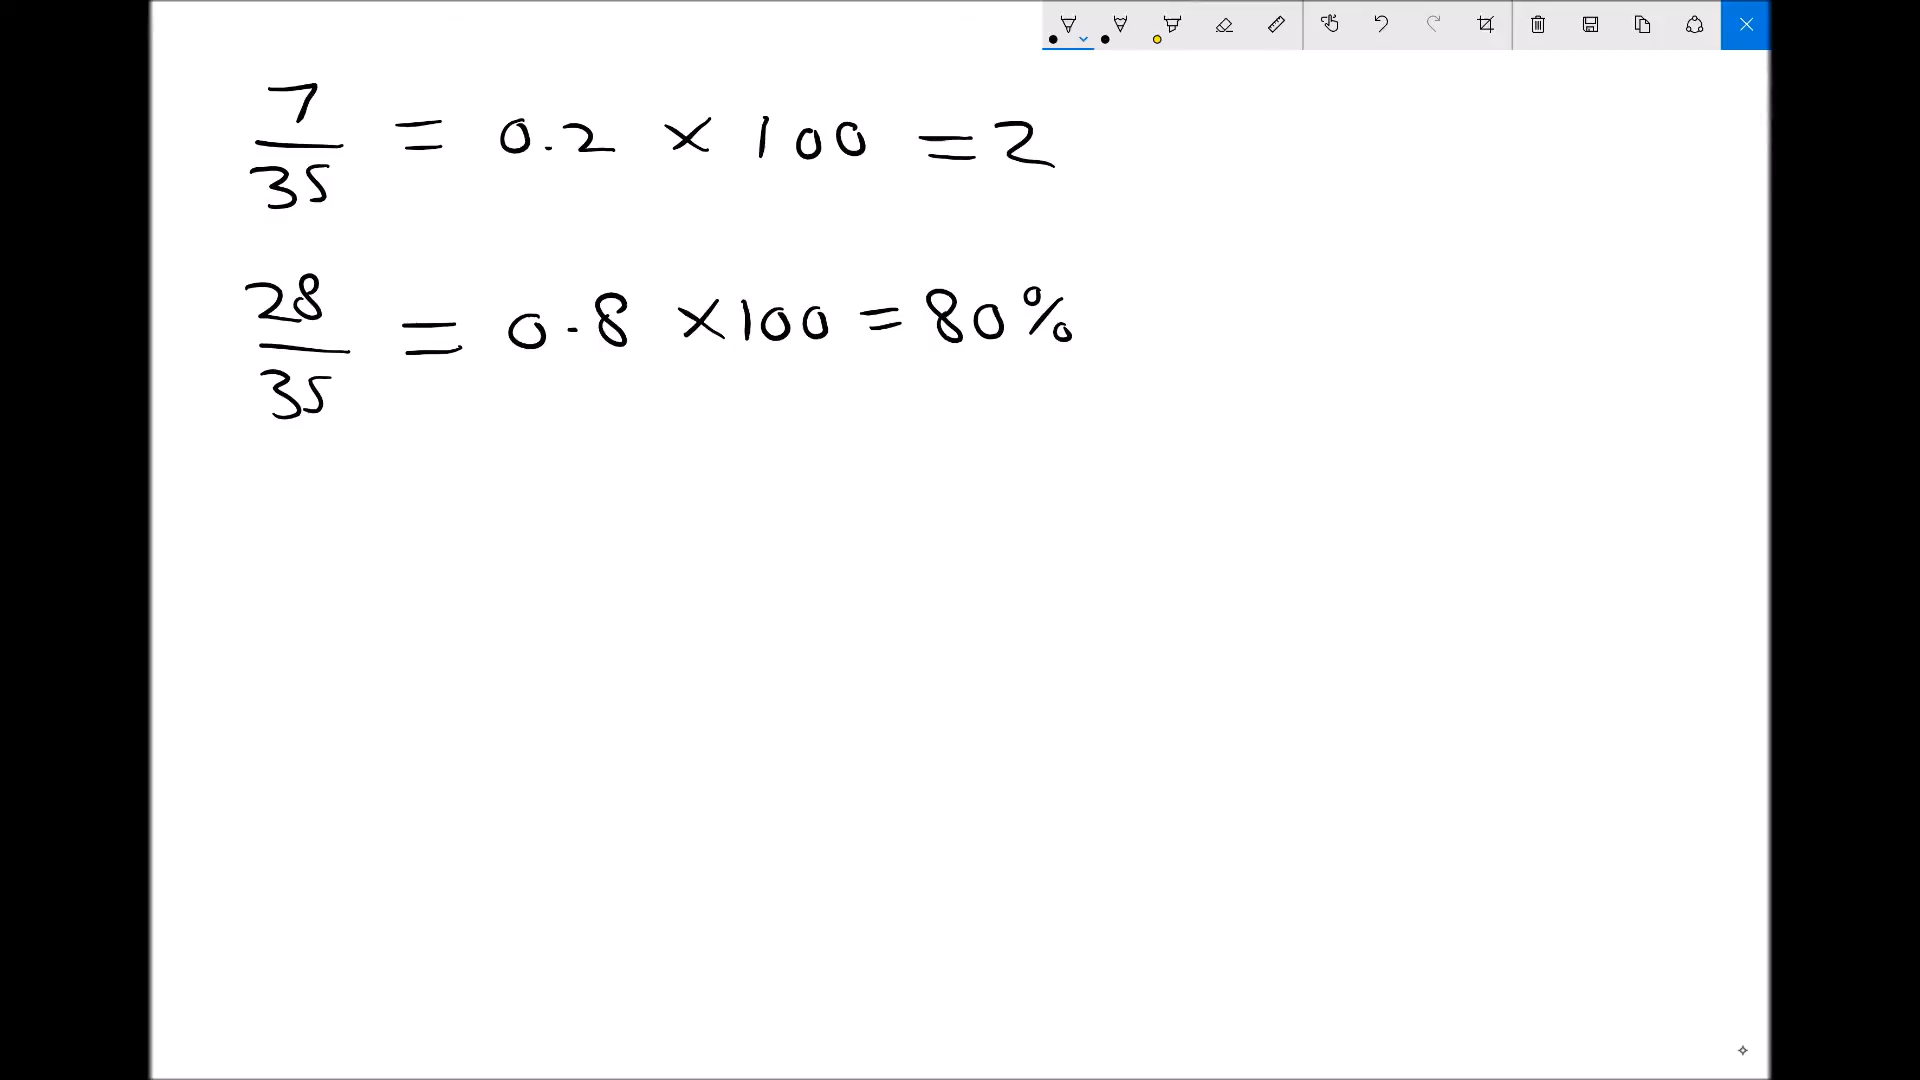 7/35 = 0.2 × 100 = 2
28/35 = 0.8 ×100 = 80%